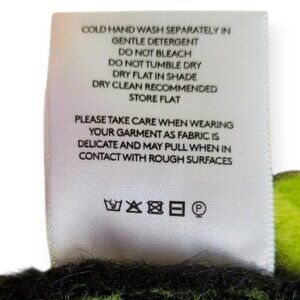 COLD HAND WASH SEPARATELY IN
GENTLE DETERGENT
DO NOT BLEACH
DO NOT TUMBLE DRY
DRY FLAT IN SHADE
DRY CLEAN RECOMMENDED
STORE FLAT
PLEASE TAKE CARE WHEN WEARING
YOUR GARMENT AS FABRIC IS
DELICATE AND MAY PULL WHEN IN
CONTACT WITH ROUGH SURFACES
P